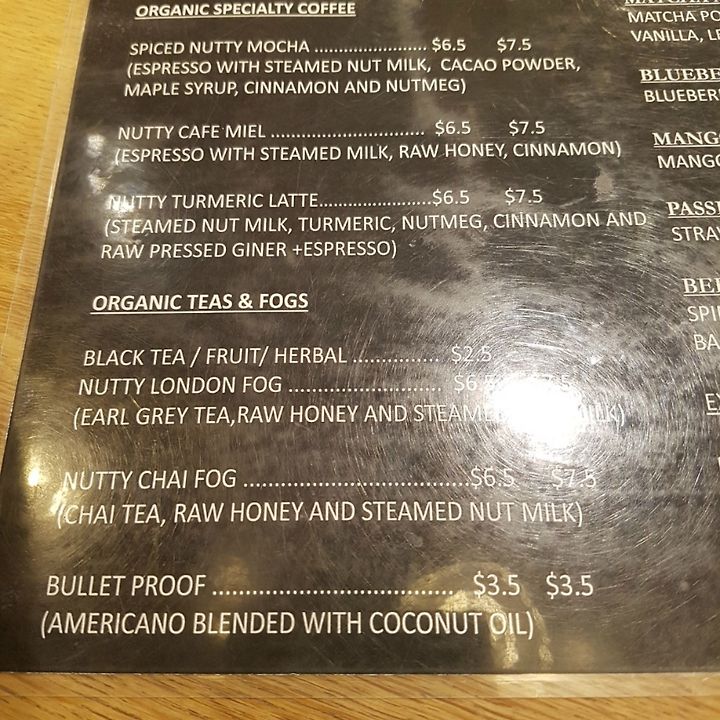 ORGANIC SPECIALTY COFFEE
SPICED NUTTY MOCHA ....................... $6.5 $7.5
(ESPRESSO WITH STEAMED NUT MILK, CACAO POWDER,
MAPLE SYRUP, CINNAMON AND NUTMEG)
NUTTY CAFE MIEL ............................... $6.5 $7.5
(ESPRESSO WITH STEAMED MILK, RAW HONEY, CINNAMON)
NUTTY TURMERIC LATTE.......................$6.5 $7.5
(STEAMED NUT MILK, TURMERIC, NUTMEG, CINNAMON AND
RAW PRESSED GINER +ESPRESSO)
ORGANIC TEAS & FOGS
BLACK TEA / FRUIT/ HERBAL ............... $2.5
NUTTY LONDON FOG ..........................
(EARL GREY TEA,RAW HONEY AND
NUTTY CHAI FOG ....................................$6.5 $7.5
(CHAI TEA, RAW HONEY AND STEAMED NUT MILK)
BULLET PROOF ................................... $3.5 $3.5
(AMERICANO BLENDED WITH COCONUT OIL)
MATCHA
VANILLA,